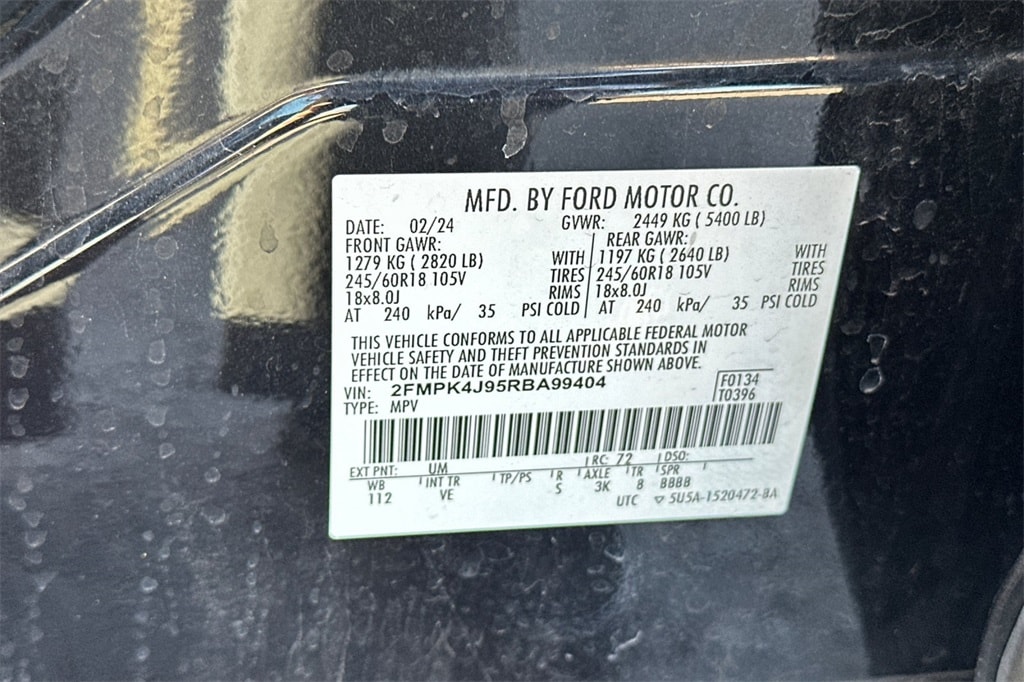 MFD. BY FORD MOTOR CO.
DATE: 02/24 GVWR: 2449 KG ( 5400 LB)
FRONT GAWR: REAR GAWR:
1279 KG ( 2820 LB) WITH 1197 KG ( 2640 LB) WITH
245/60R18 105V TIRES 245/60R18 105V TIRES
18x8.0J RIMS 18x8.0J RIMS
AT 240 kPa/ 35 PSI COLD AT 240 kPa/ 35 PSI COLD
THIS VEHICLE CONFORMS TO ALL APPLICABLE FEDERAL MOTOR
VEHICLE SAFETY AND THEFT PREVENTION STANDARDS IN
EFFECT ON THE DATE OF MANUFACTURE SHOWN ABOVE.
VIN: 2FMPK4J95RBA99404 F0134
TYPE: MPV T0396
EXT PNT: UM RC: 72 DSO:
WB INT TR TP/PS R AXLE TR SPR
112 VE S 3K 8 8888
UTC 5U5A-1520472-BA